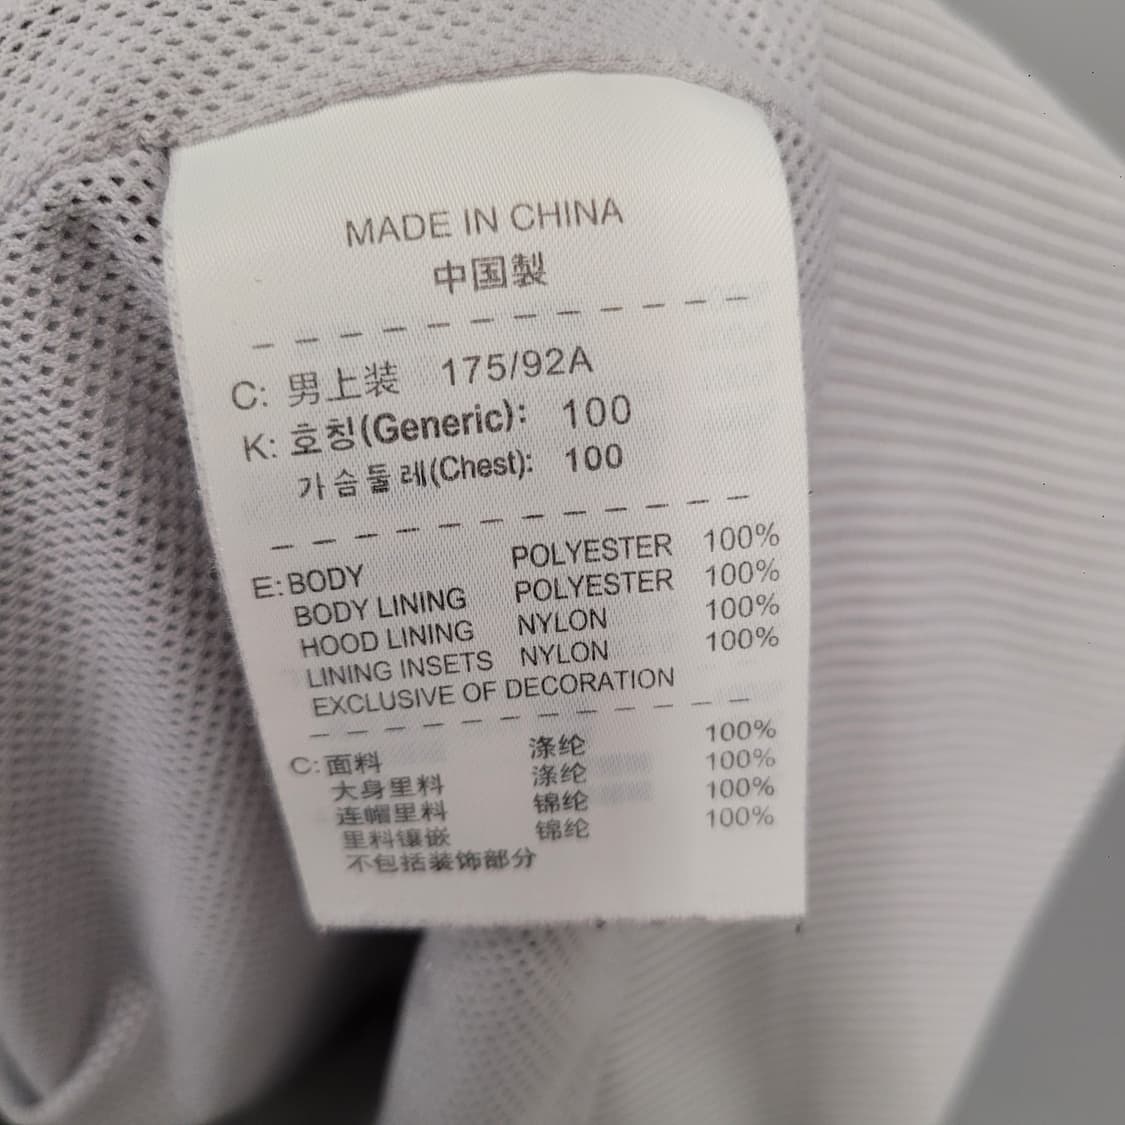 MADE IN CHINA
中国製
C: 男上装 175/92A
K: 호칭(Generic): 100
가슴둘레(Chest): 100
E: BODY POLYESTER 100%
BODY LINING POLYESTER 100%
HOOD LINING NYLON 100%
LINING INSETS NYLON 100%
EXCLUSIVE OF DECORATION
C: 面料 涤纶 100%
大身里料 涤纶 100%
连帽里料 锦纶 100%
里料镶嵌 锦纶 100%
不包括装饰部分